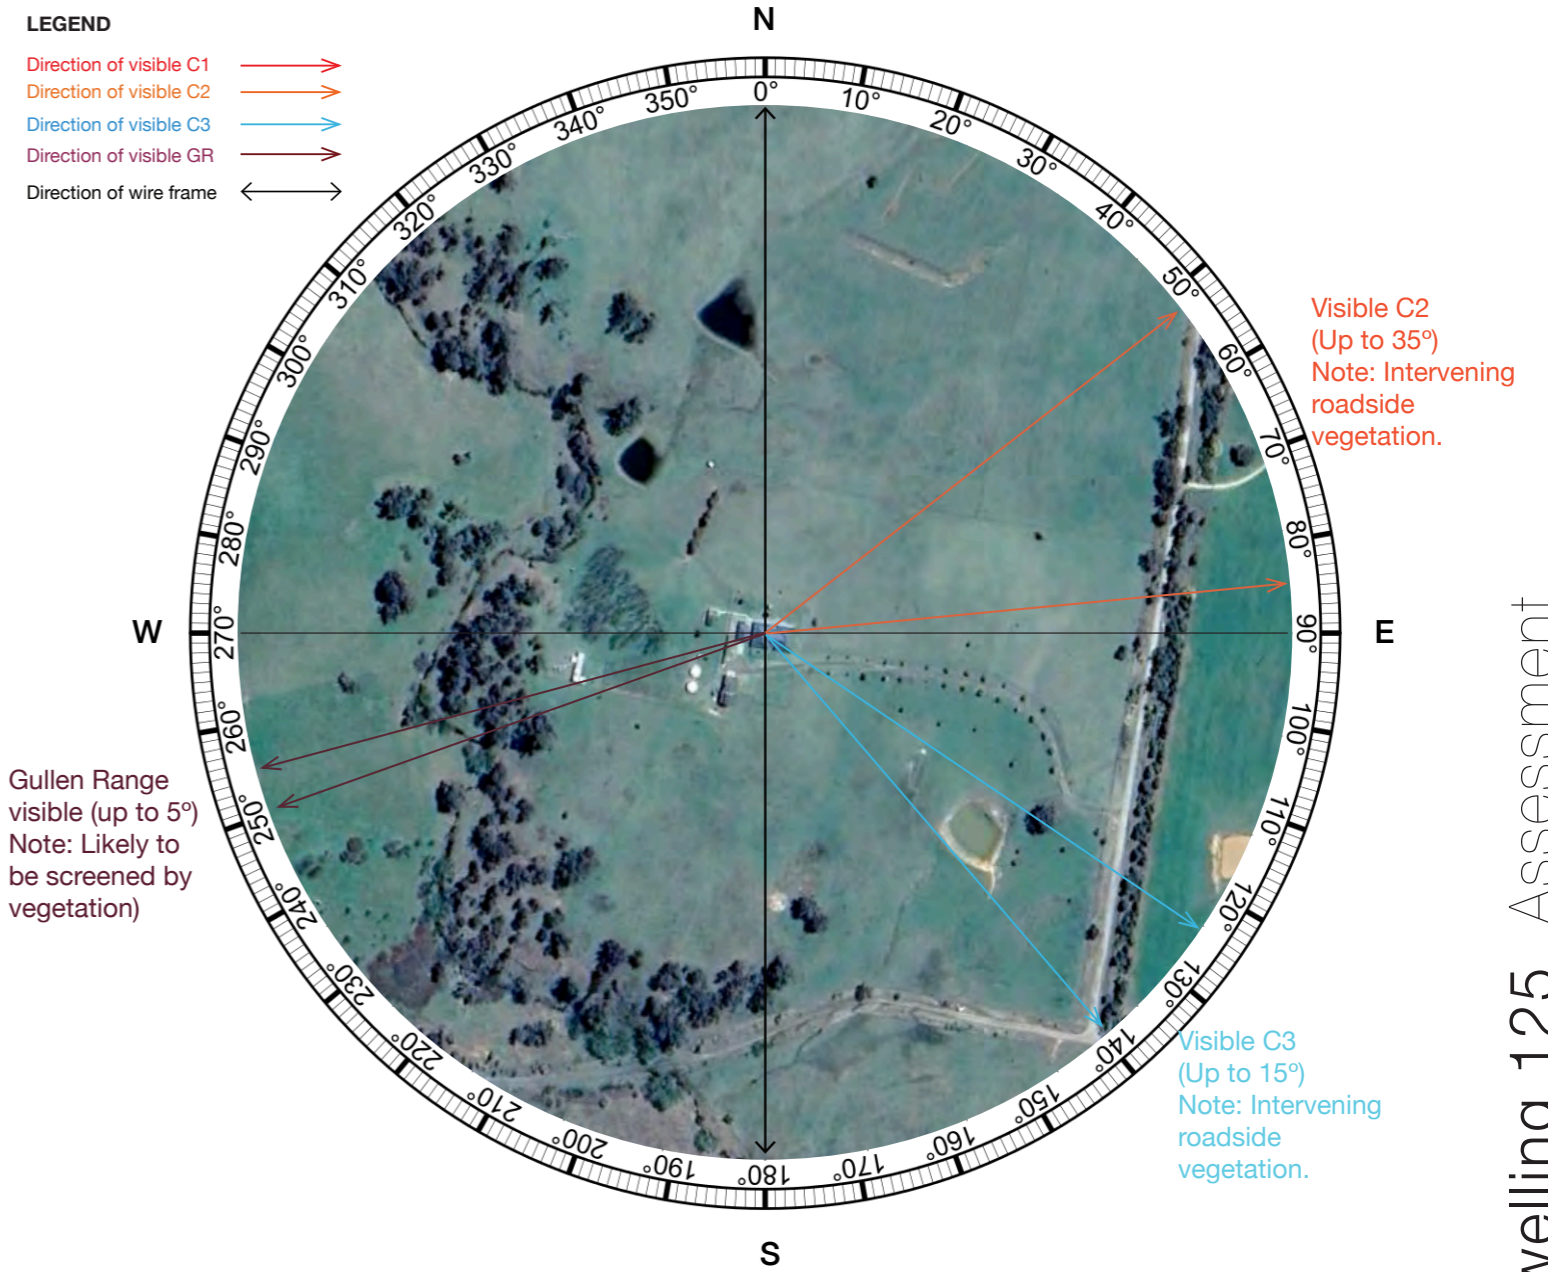 LEGEND
Direction of visible C1
Direction of visible C2
Direction of visible C3
Direction of visible GR
Direction of wire frame
N
0°
10°
20°
30°
40°
50°
60°
70°
80°
90°
100°
110°
120°
130°
140°
150°
160°
170°
180°
190°
200°
210°
220°
230°
240°
250°
260°
270°
280°
290°
300°
310°
320°
330°
340°
350°
W
E
S
Visible C2
(Up to 35º)
Note: Intervening
roadside
vegetation.
Gullen Range
visible (up to 5º)
Note: Likely to
be screened by
vegetation)
Visible C3
(Up to 15º)
Note: Intervening
roadside
vegetation.
welling 125 Assessment